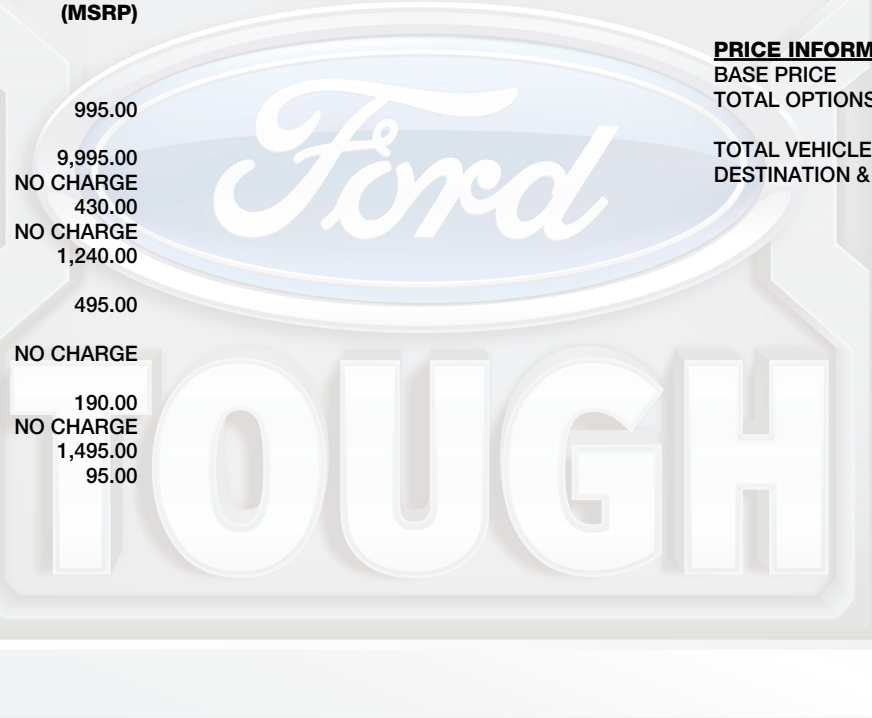 (MSRP)
995.00
9,995.00
NO CHARGE
430.00
NO CHARGE
1,240.00
495.00
NO CHARGE
190.00
NO CHARGE
1,495.00
95.00
PRICE INFORM
BASE PRICE
TOTAL OPTIONS
TOTAL VEHICLE
DESTINATION &
Ford
TOUGH